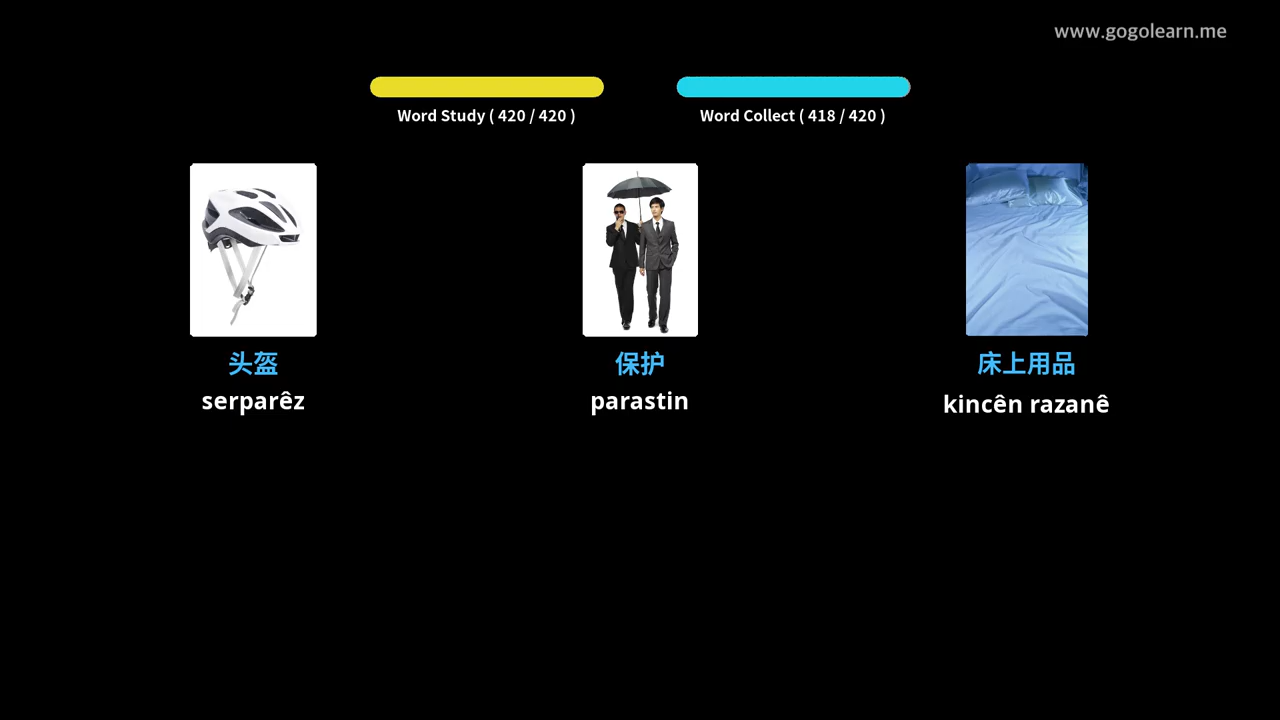 www.gogolearn.me
Word Study ( 420 / 420 )
Word Collect ( 418 / 420 )
头盔
serparêz
保护
parastin
床上用品
kincên razanê